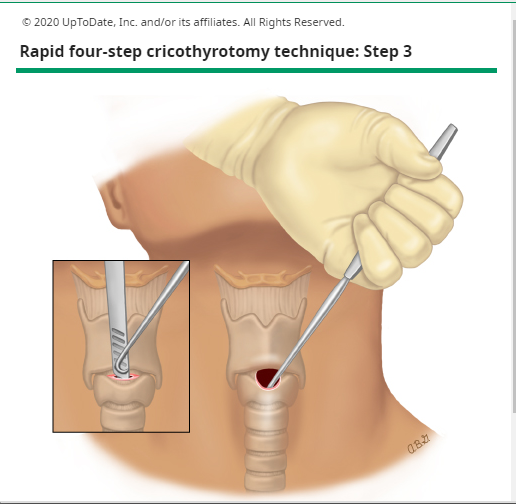 © 2020 UpToDate, Inc. and/or its affiliates. All Rights Reserved.
Rapid four-step cricothyrotomy technique: Step 3